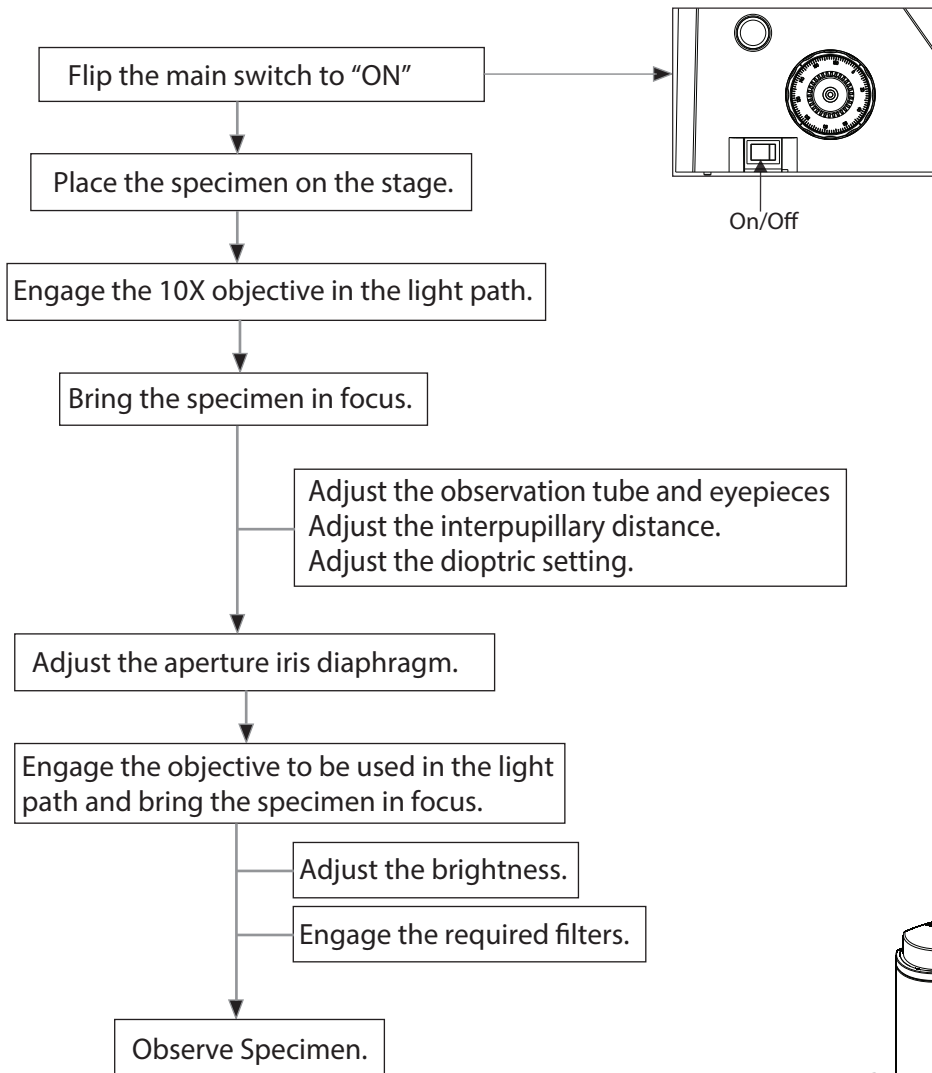 Flip the main switch to “ON”
On/Off
Place the specimen on the stage.
Engage the 10X objective in the light path.
Bring the specimen in focus.
Adjust the observation tube and eyepieces
Adjust the interpupillary distance.
Adjust the dioptric setting.
Adjust the aperture iris diaphragm.
Engage the objective to be used in the light
path and bring the specimen in focus.
Adjust the brightness.
Engage the required filters.
Observe Specimen.